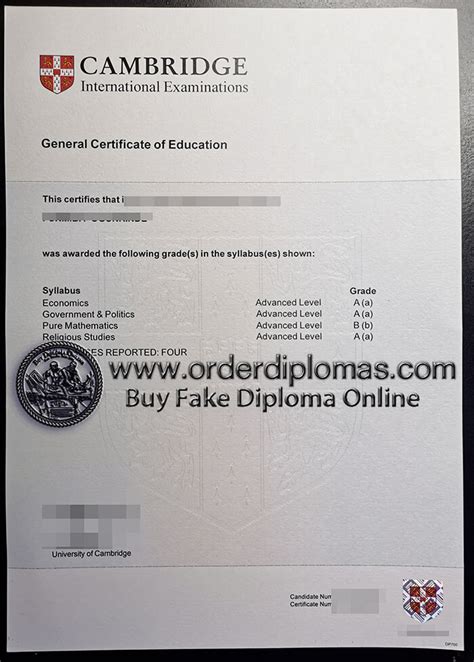 CAMBRIDGE
International Examinations
General Certificate of Education
This certifies that
was awarded the following grade(s) in the syllabus(es) shown:
Syllabus Grade
Economics Advanced Level A (a)
Government & Politics Advanced Level A (a)
Pure Mathematics Advanced Level B (b)
Religious Studies Advanced Level A (a)
REPORTED: FOUR
www.orderdiplomas.com
Buy Fake Diploma Online
University of Cambridge
Candidate
Certificate